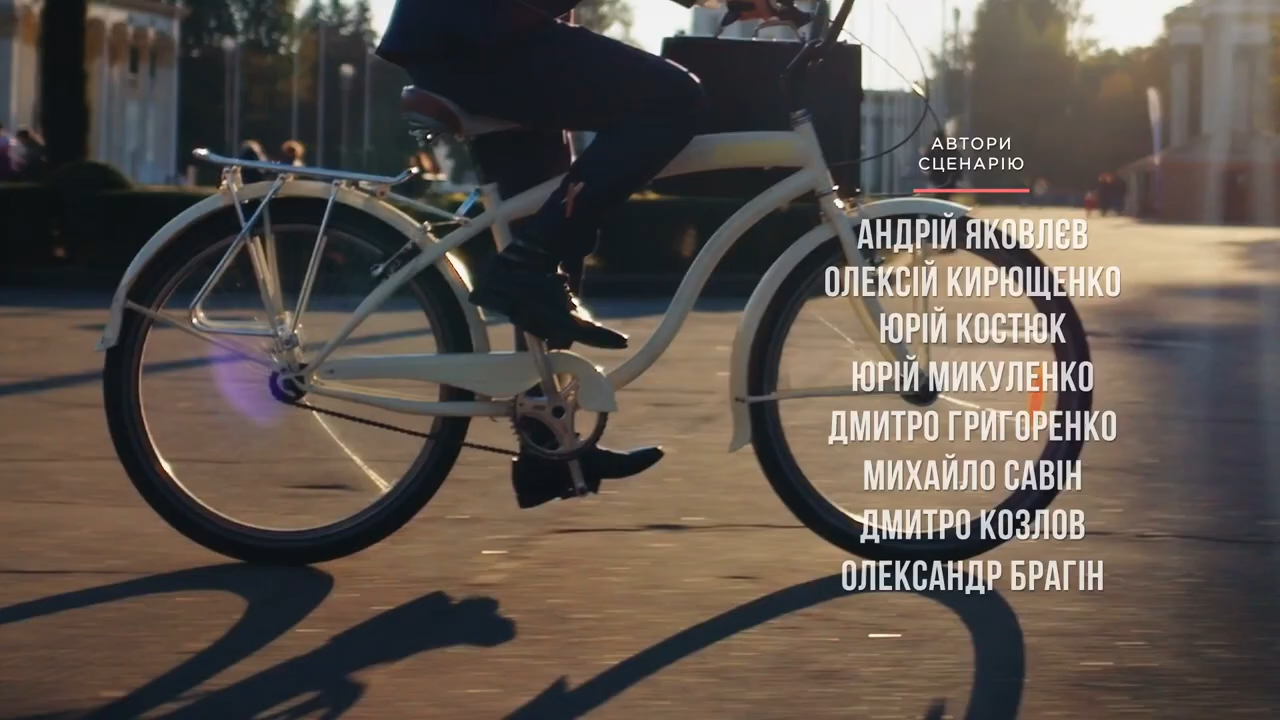 АВТОРИ
СЦЕНАРІЮ
АНДРІЙ ЯКОВЛЄВ
ОЛЕКСІЙ КИРЮЩЕНКО
ЮРІЙ КОСТЮК
ЮРІЙ МИКУЛЕНКО
ДМИТРО ГРИГОРЕНКО
МИХАЙЛО САВІН
ДМИТРО КОЗЛОВ
ОЛЕКСАНДР БРАГІН